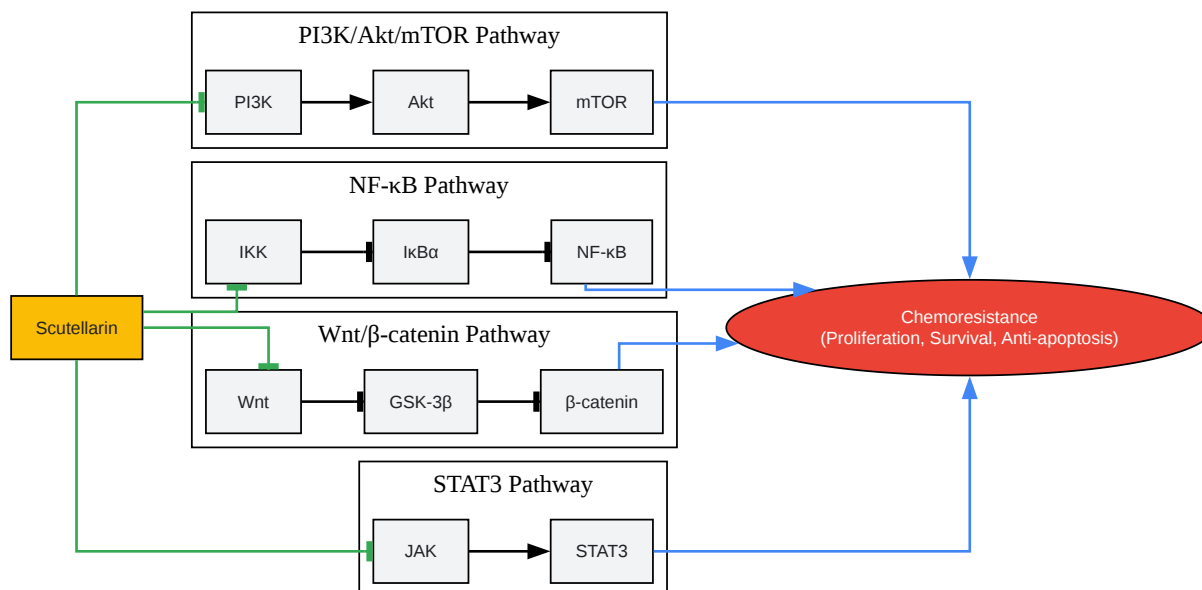 PI3K/Akt/mTOR Pathway
PI3K
Akt
mTOR
NF-κB Pathway
IKK
IκBα
NF-κB
Scutellarin
Chemoresistance
(Proliferation, Survival, Anti-apoptosis)
Wnt/β-catenin Pathway
Wnt
GSK-3β
β-catenin
STAT3 Pathway
JAK
STAT3